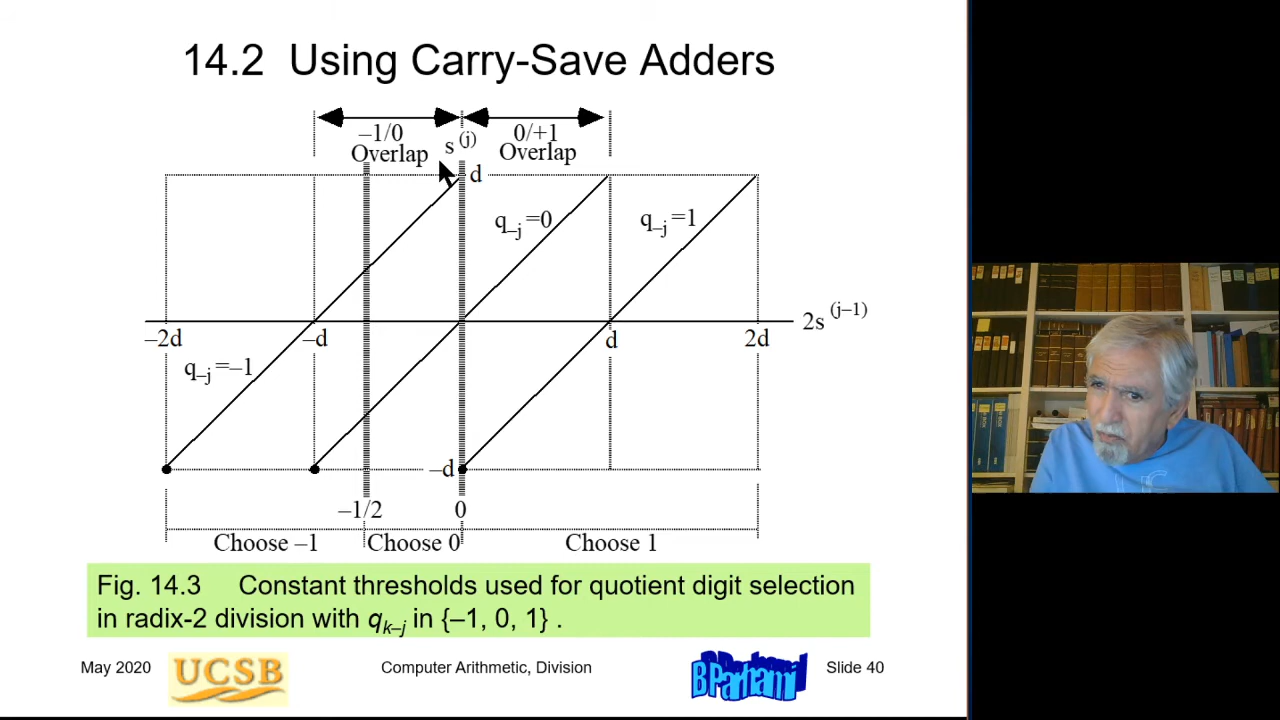 14.2 Using Carry-Save Adders
–1/0
Overlap
s (j)
0/+1
Overlap
d
q–j=0
q–j=1
2s (j–1)
–2d
–d
d
2d
q–j=–1
–d
–1/2
0
Choose –1
Choose 0
Choose 1
Fig. 14.3 Constant thresholds used for quotient digit selection
in radix-2 division with qk–j in {–1, 0, 1} .
May 2020
UCSB
Computer Arithmetic, Division
B Parhami
Slide 40